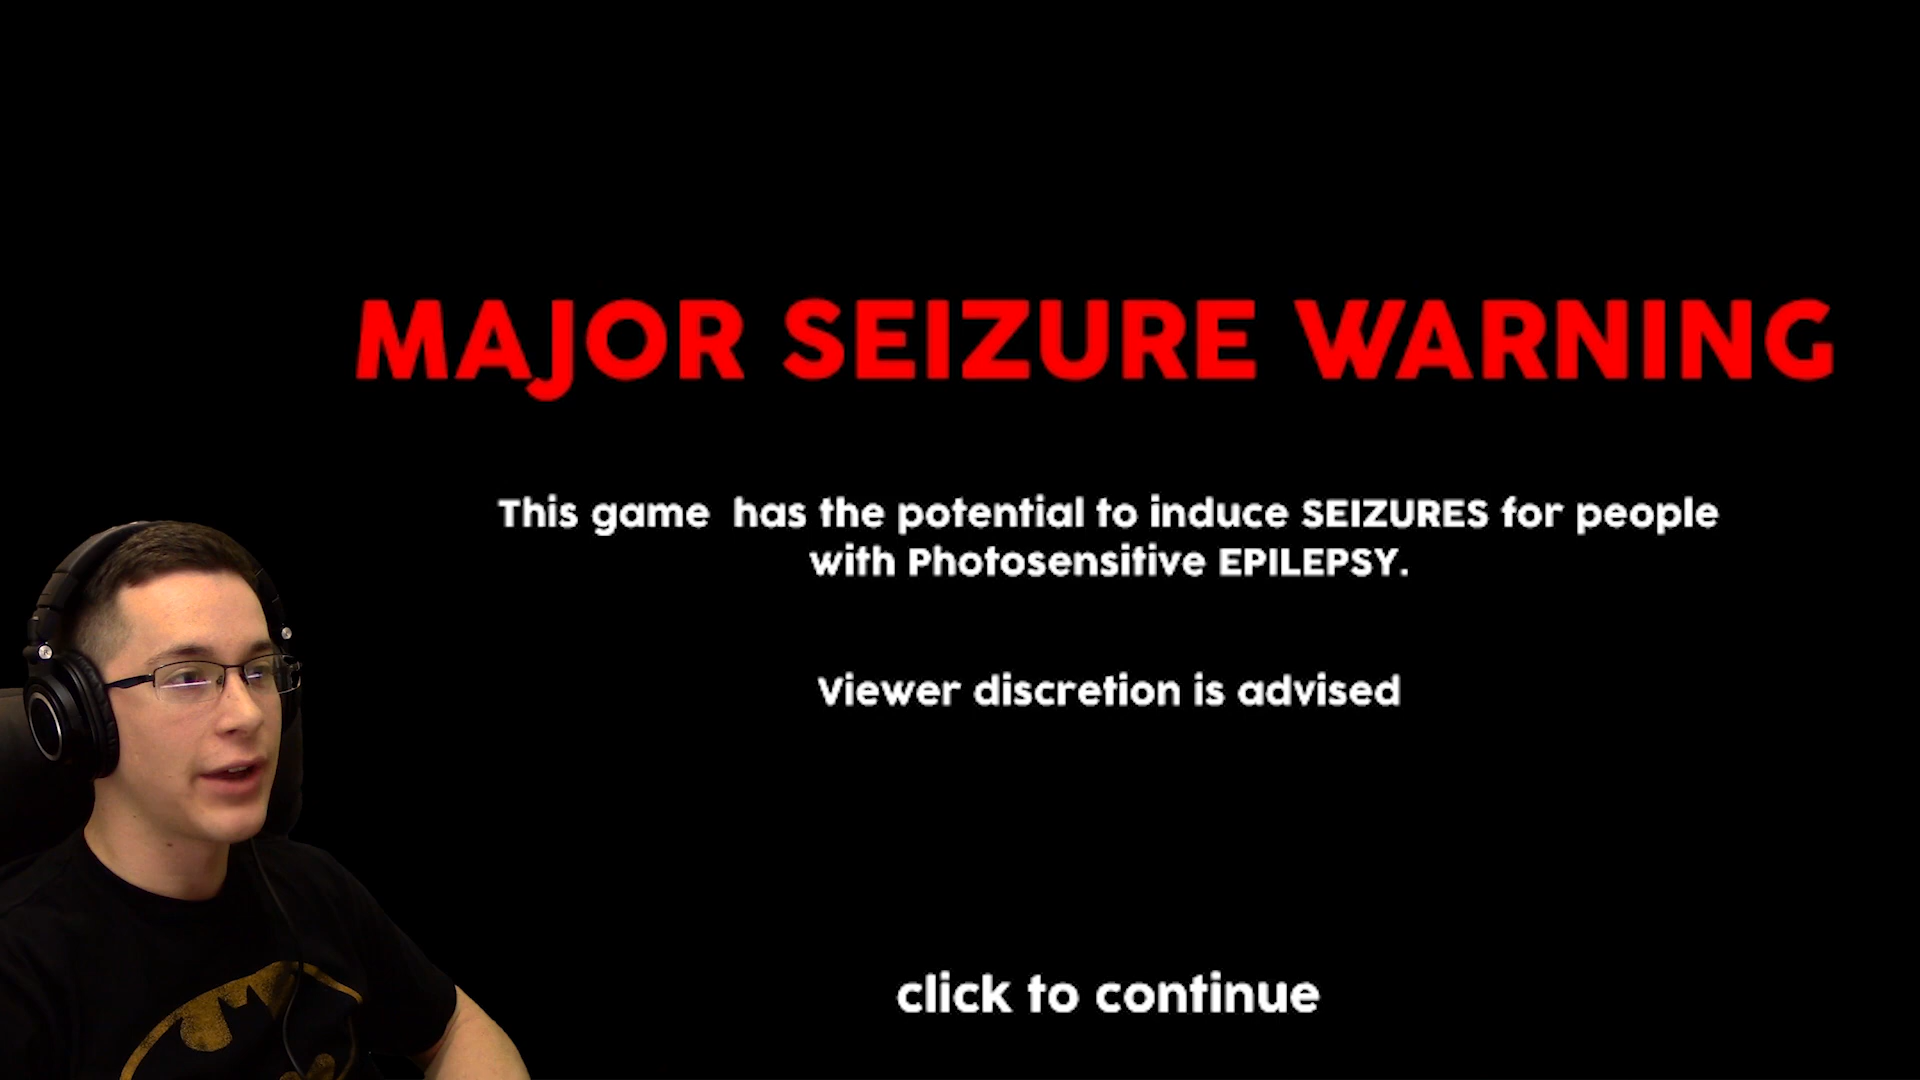 MAJOR SEIZURE WARNING
This game  has the potential to induce SEIZURES for people
with Photosensitive EPILEPSY.
Viewer discretion is advised
click to continue